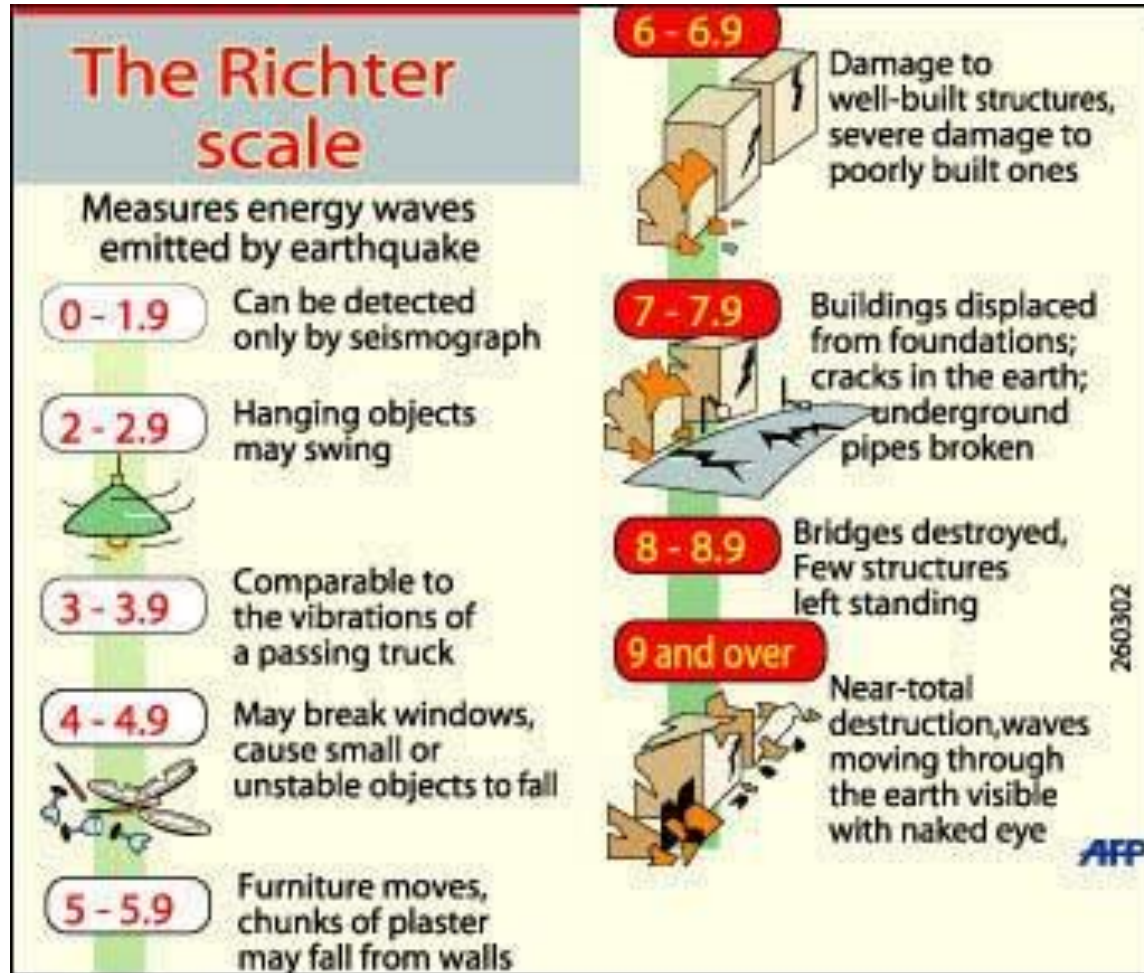 The Richter
scale
Measures energy waves
emitted by earthquake
0 - 1.9
Can be detected
only by seismograph
2 - 2.9
Hanging objects
may swing
3 - 3.9
Comparable to
the vibrations of
a passing truck
4 - 4.9
May break windows,
cause small or
unstable objects to fall
5 - 5.9
Furniture moves,
chunks of plaster
may fall from walls
6 - 6.9
Damage to
well-built structures,
severe damage to
poorly built ones
7 - 7.9
Buildings displaced
from foundations;
cracks in the earth;
underground
pipes broken
8 - 8.9
Bridges destroyed,
Few structures
left standing
9 and over
Near-total
destruction,waves
moving through
the earth visible
with naked eye
260302
AFP